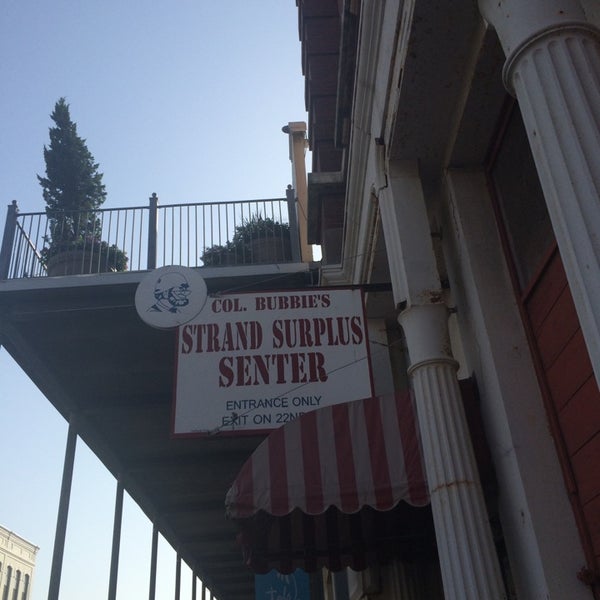 COL. BUBBIE'S
STRAND SURPLUS
SENTER
ENTRANCE ONLY
EXIT ON 22ND